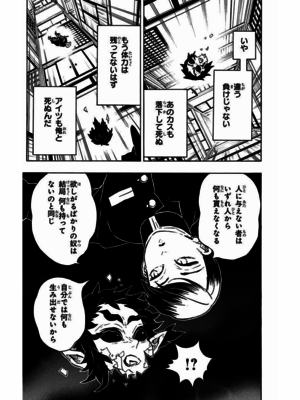 いや
違う
負けじゃない
あのカスも
落下して死ぬ
もう体力は
残ってないはず
アイツも俺と
死ぬんだ
人に与えない者は
いずれ人から
何も貰えなくなる
欲しがるばかりの奴は
結局何も持って
ないのと同じ
自分では何も
生み出せないから
!?